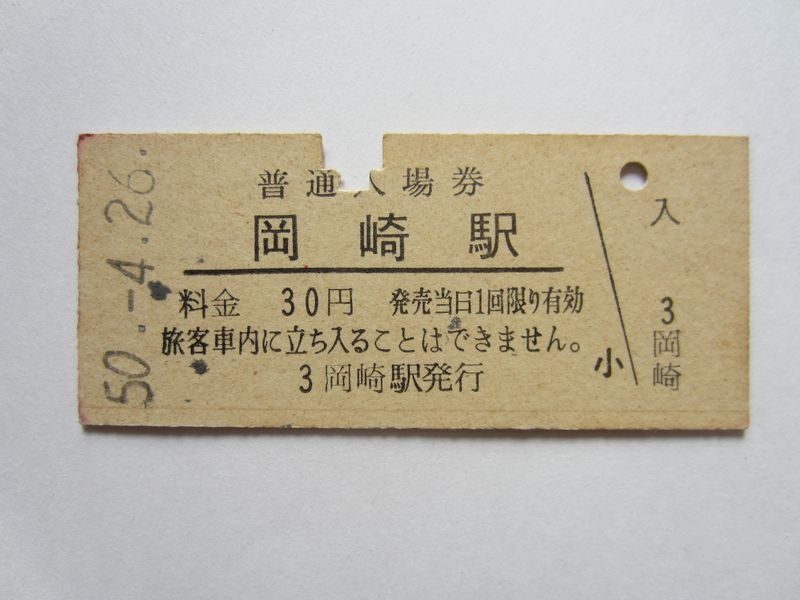 50.-4.26.
普通入場券
岡崎駅
料金 30円 発売当日1回限り有効
旅客車内に立ち入ることはできません。
3 岡崎駅発行
小
入
3
岡崎